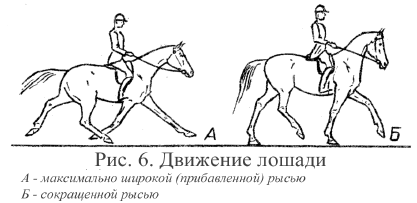 А Б
Рис. 6. Движение лошади
А - максимально широкой (прибавленной) рысью
Б - сокращенной рысью